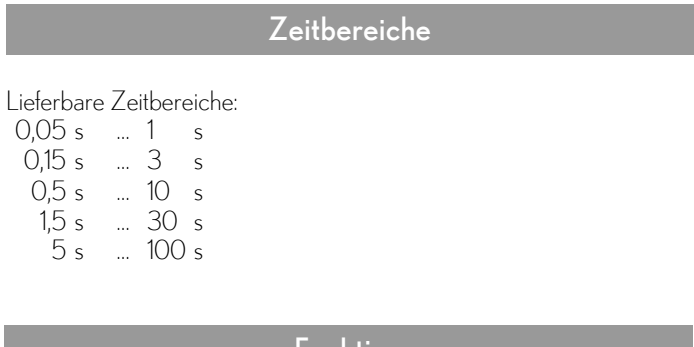 Zeitbereiche
Lieferbare Zeitbereiche:
0,05 s ... 1 s
0,15 s ... 3 s
0,5 s ... 10 s
1,5 s ... 30 s
5 s ... 100 s